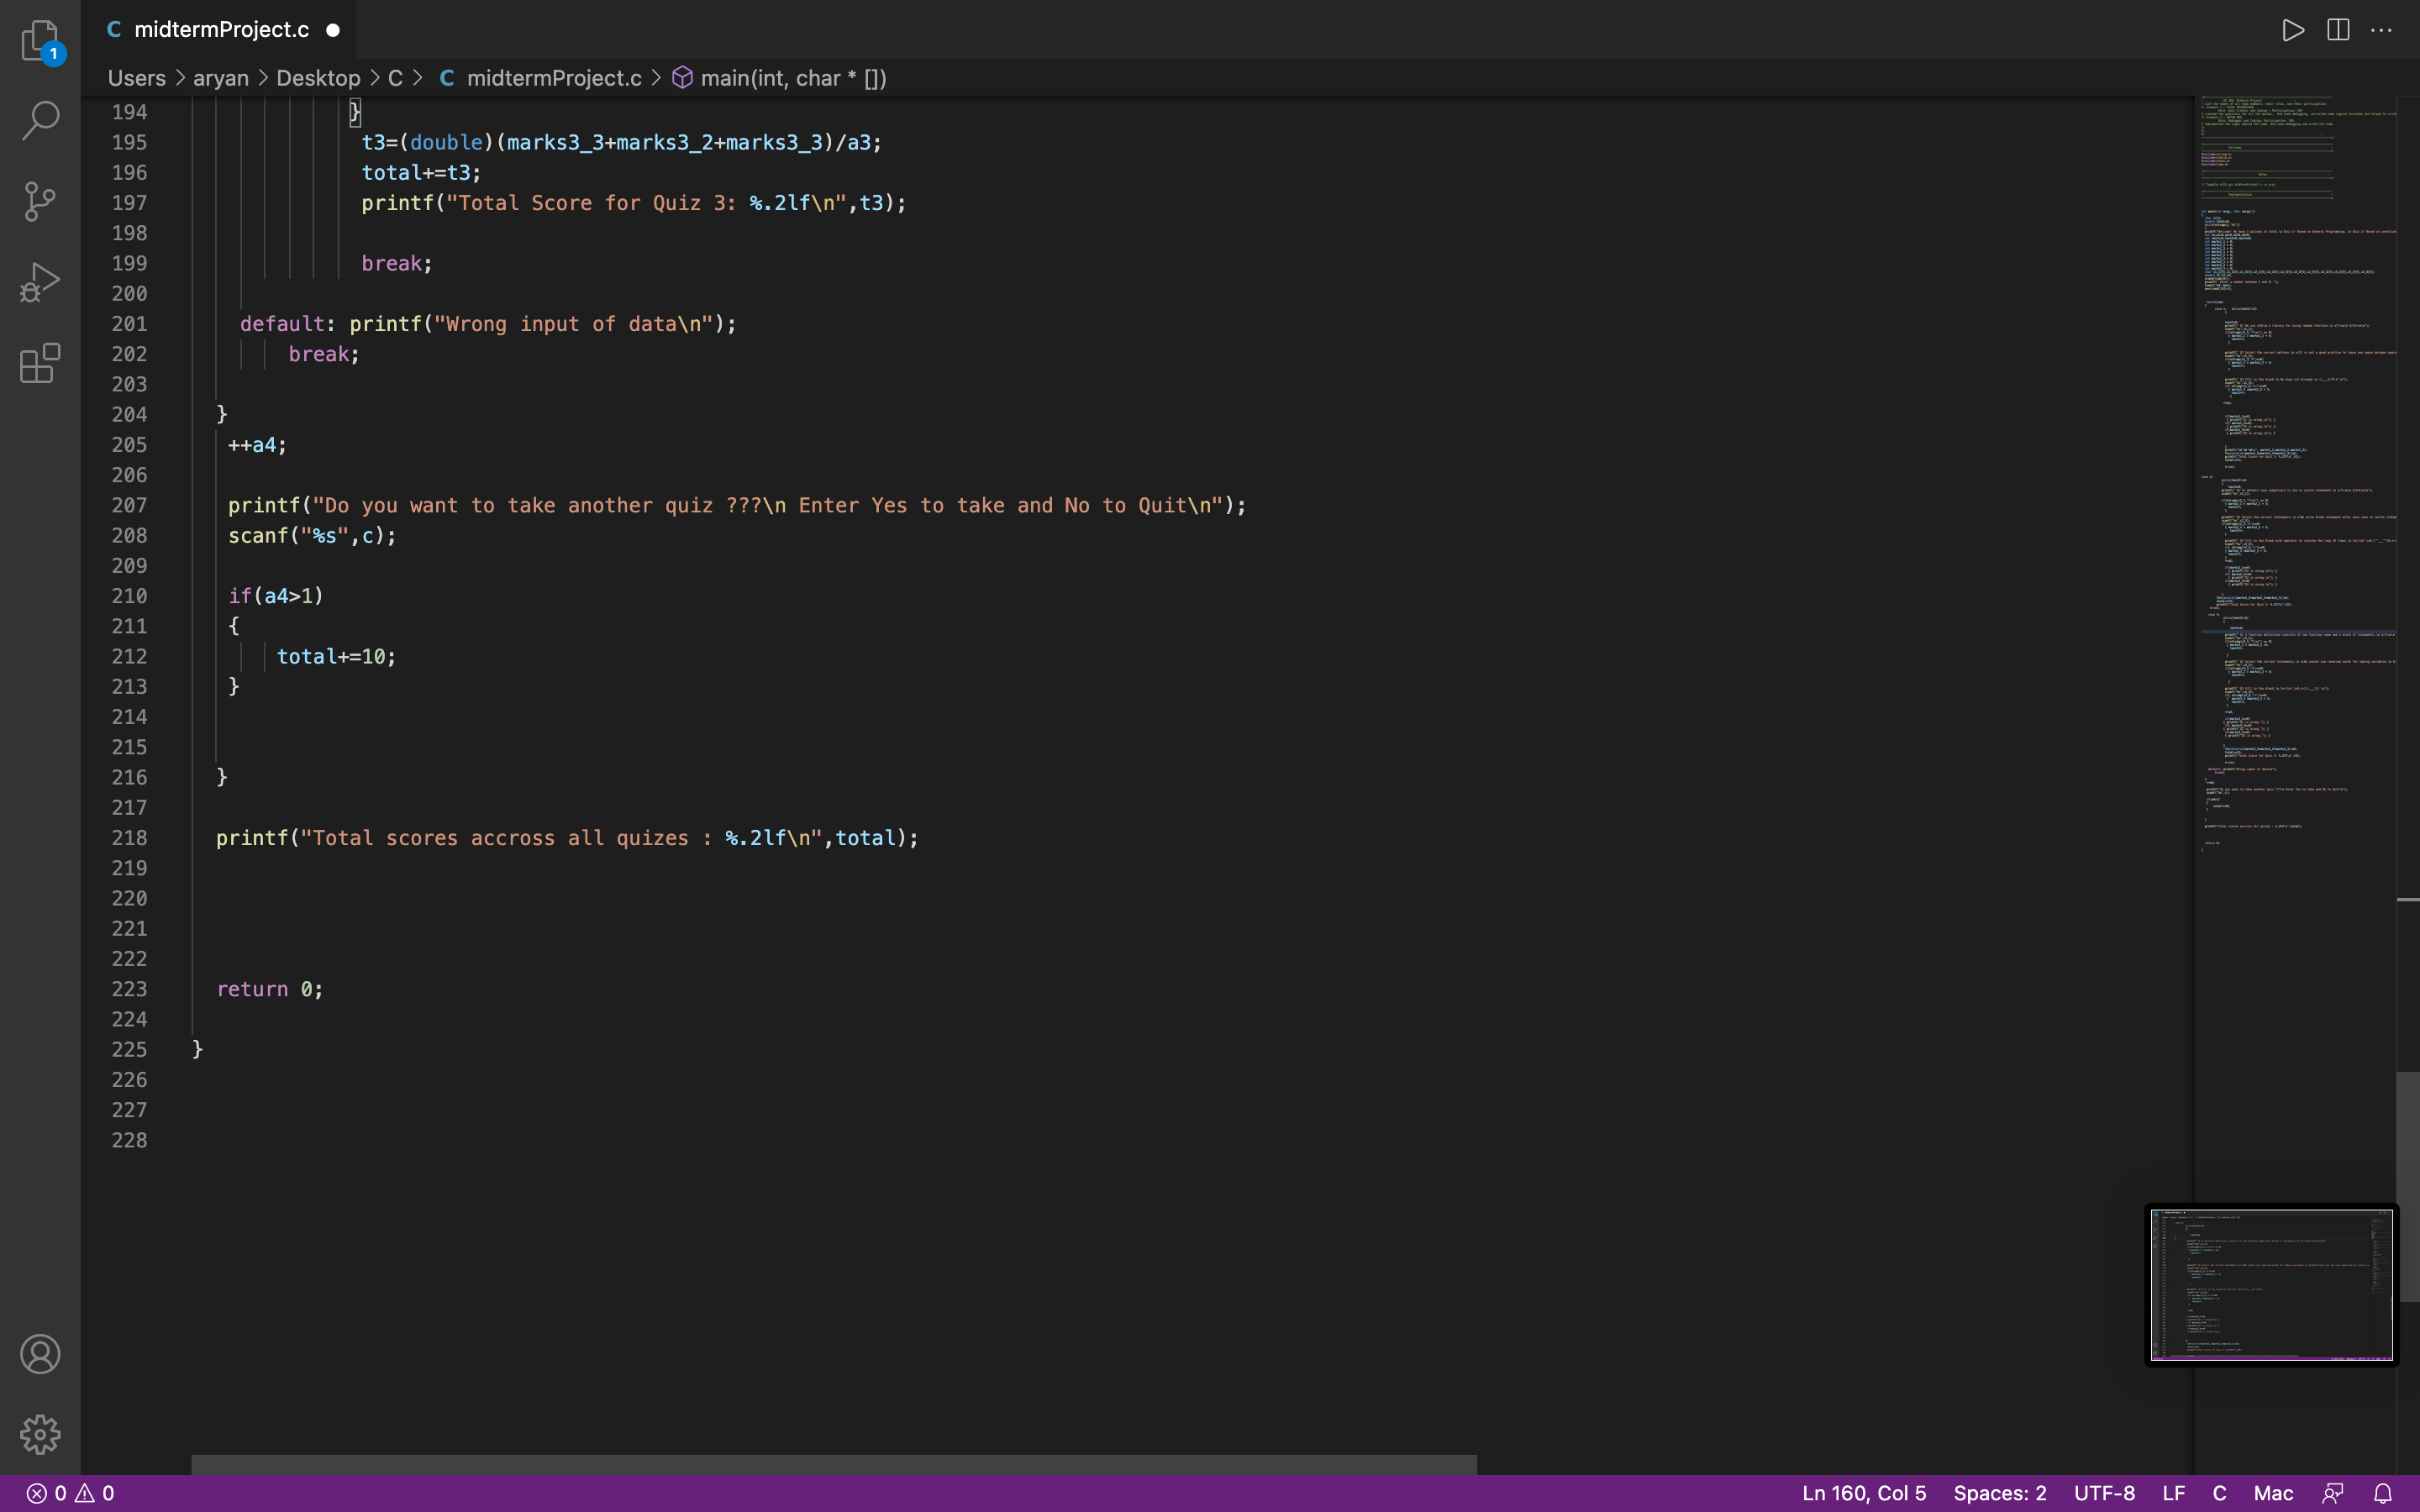 midtermProject.c
1
Users > aryan > Desktop > C > C midtermProject.c > main(int, char * [])
194 }
195 t3=(double)(marks3_3+marks3_2+marks3_3)/a3;
196 total+=t3;
197 printf("Total Score for Quiz 3: %.2lf\n",t3);
198
199 break;
200
201 default: printf("Wrong input of data\n");
202 break;
203
204 }
205 ++a4;
206
207 printf("Do you want to take another quiz ???\n Enter Yes to take and No to Quit\n");
208 scanf("%s",c);
209
210 if(a4>1)
211 {
212 total+=10;
213 }
214
215
216 }
217
218 printf("Total scores accross all quizes : %.2lf\n",total);
219
220
221
222
223 return 0;
224
225 }
226
227
228
0 0 Ln 160, Col 5 Spaces: 2 UTF-8 LF C Mac